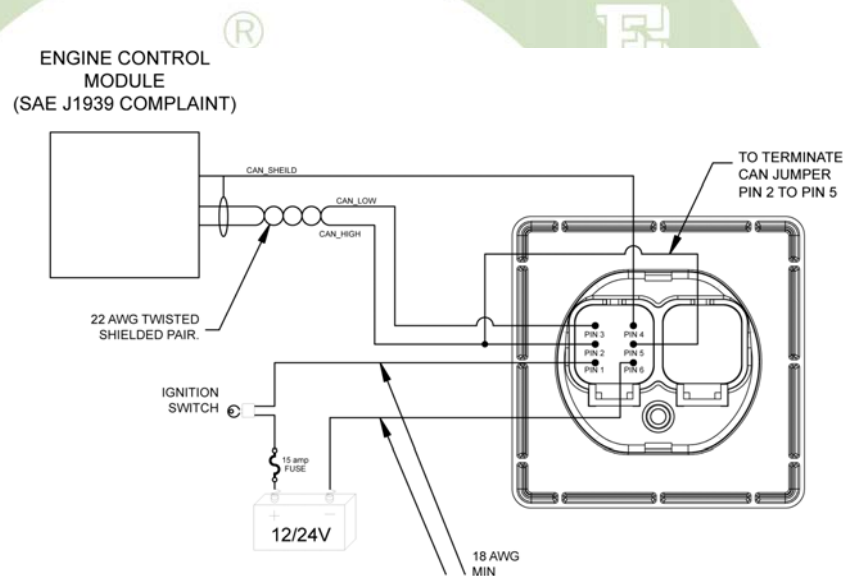 ®
ENGINE CONTROL
MODULE
(SAE J1939 COMPLAINT)
CAN_SHEILD
CAN_LOW
CAN_HIGH
TO TERMINATE
CAN JUMPER
PIN 2 TO PIN 5
22 AWG TWISTED
SHIELDED PAIR.
PIN 3 PIN 4
PIN 2 PIN 5
PIN 1 PIN 6
IGNITION
SWITCH
15 amp
FUSE
+ −
12/24V
18 AWG
MIN